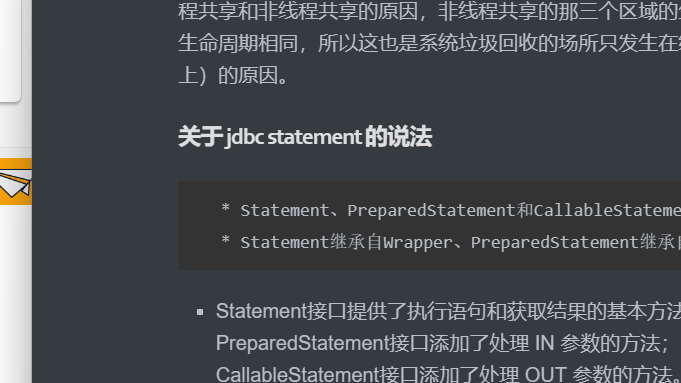 程共享和非线程共享的原因，非线程共享的那三个区域的
生命周期相同，所以这也是系统垃圾回收的场所只发生在
上）的原因。
关于 jdbc statement 的说法
* Statement、PreparedStatement和CallableStateme
* Statement继承自Wrapper、PreparedStatement继承
Statement接口提供了执行语句和获取结果的基本方法
PreparedStatement接口添加了处理 IN 参数的方法；
CallableStatement接口添加了处理 OUT 参数的方法。